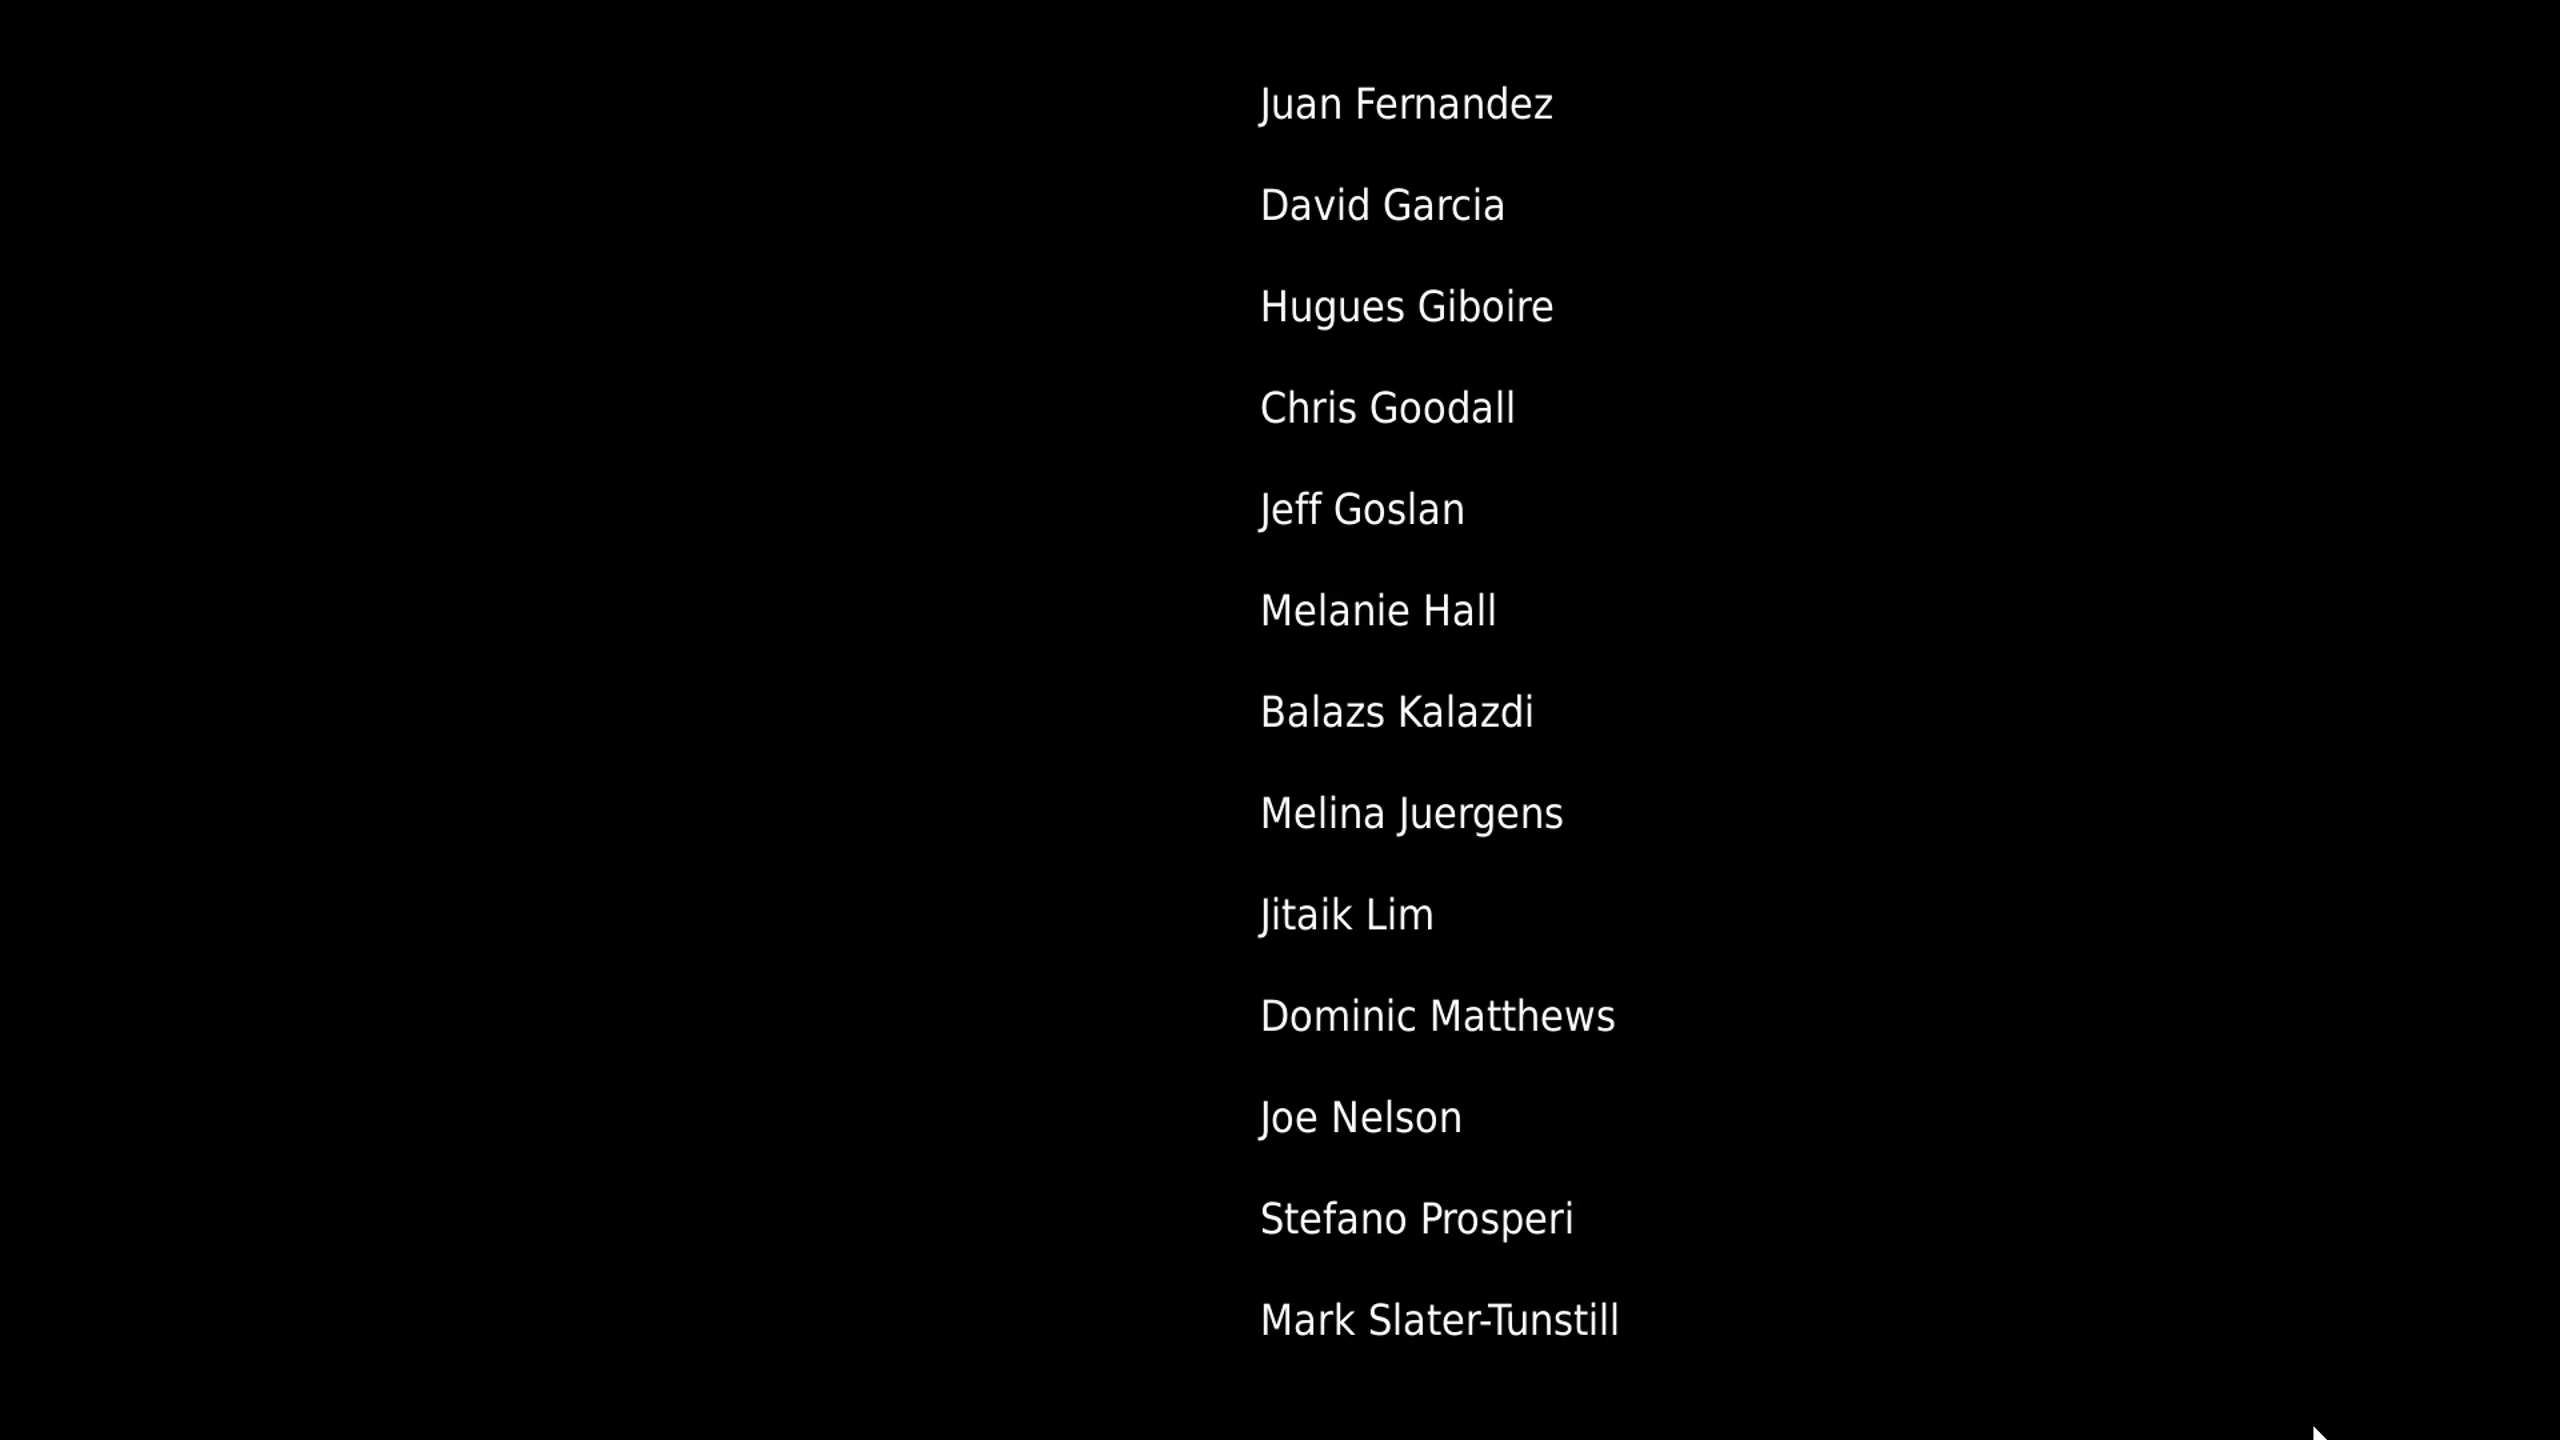 Juan Fernandez
David Garcia
Hugues Giboire
Chris Goodall
Jeff Goslan
Melanie Hall
Balazs Kalazdi
Melina Juergens
Jitaik Lim
Dominic Matthews
Joe Nelson
Stefano Prosperi
Mark Slater-Tunstill